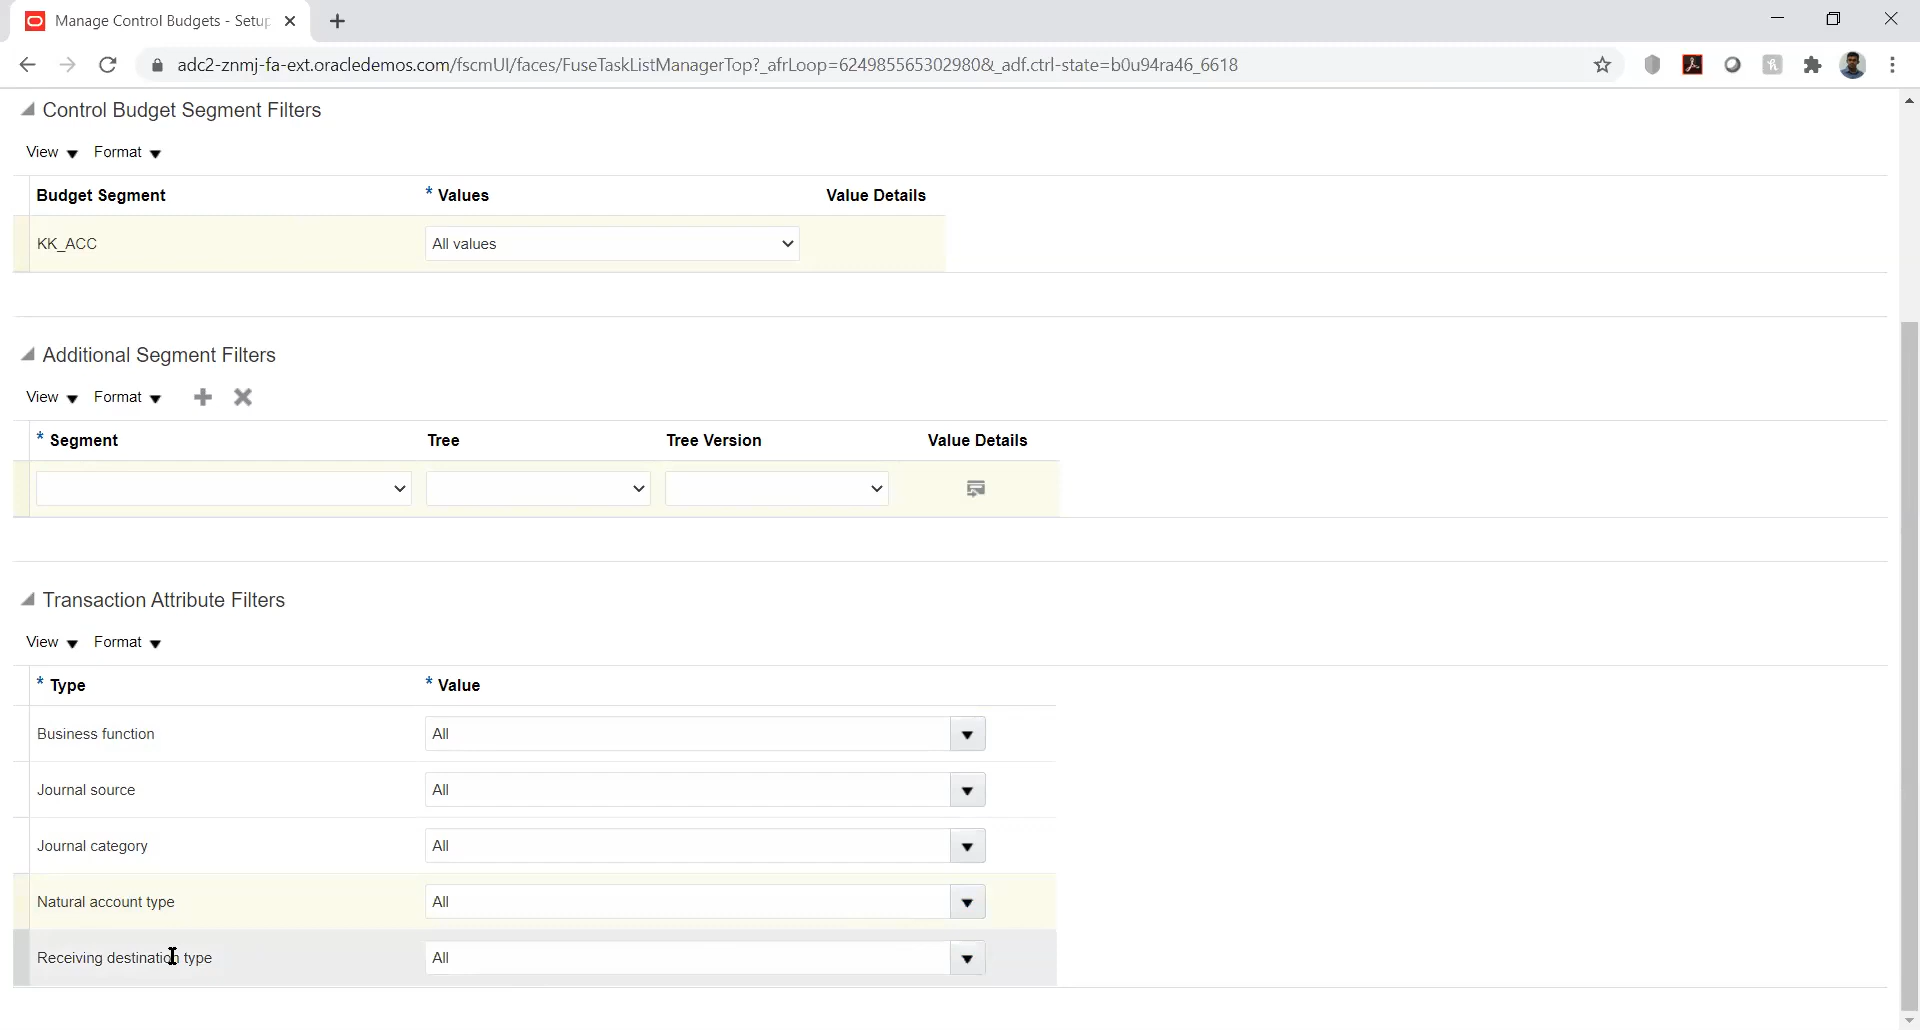 Manage Control Budgets - Setup
adc2-znmj-fa-ext.oracledemos.com/fscmUI/faces/FuseTaskListManagerTop?_afrLoop=62498556530298０&_adf.ctrl-state=b0u94ra46_6618
Control Budget Segment Filters
View Format
Budget Segment * Values Value Details
KK_ACC All values
Additional Segment Filters
View Format
* Segment Tree Tree Version Value Details
Transaction Attribute Filters
View Format
* Type * Value
Business function All
Journal source All
Journal category All
Natural account type All
Receiving destination type All